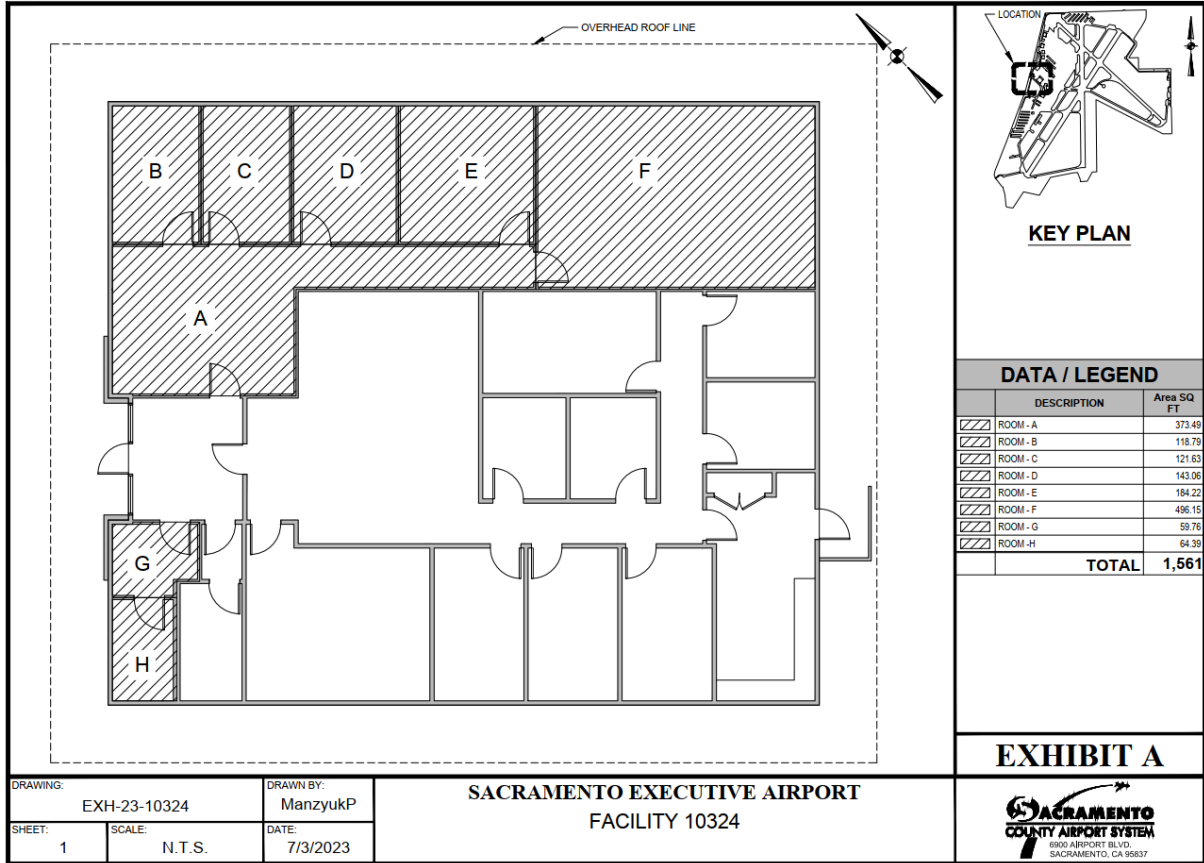 OVERHEAD ROOF LINE
LOCATION
B
C
D
E
F
A
G
H
KEY PLAN
DATA / LEGEND
DESCRIPTION
Area SQ
FT
ROOM - A 373.49
ROOM - B 118.79
ROOM - C 121.63
ROOM - D 143.06
ROOM - E 184.22
ROOM - F 496.15
ROOM - G 59.76
ROOM -H 64.39
TOTAL 1,561
EXHIBIT A
DRAWING:
EXH-23-10324
DRAWN BY:
ManzyukP
SHEET:
1
SCALE:
N.T.S.
DATE:
7/3/2023
SACRAMENTO EXECUTIVE AIRPORT
FACILITY 10324
SACRAMENTO
COUNTY AIRPORT SYSTEM
6900 AIRPORT BLVD.
SACRAMENTO, CA 95837